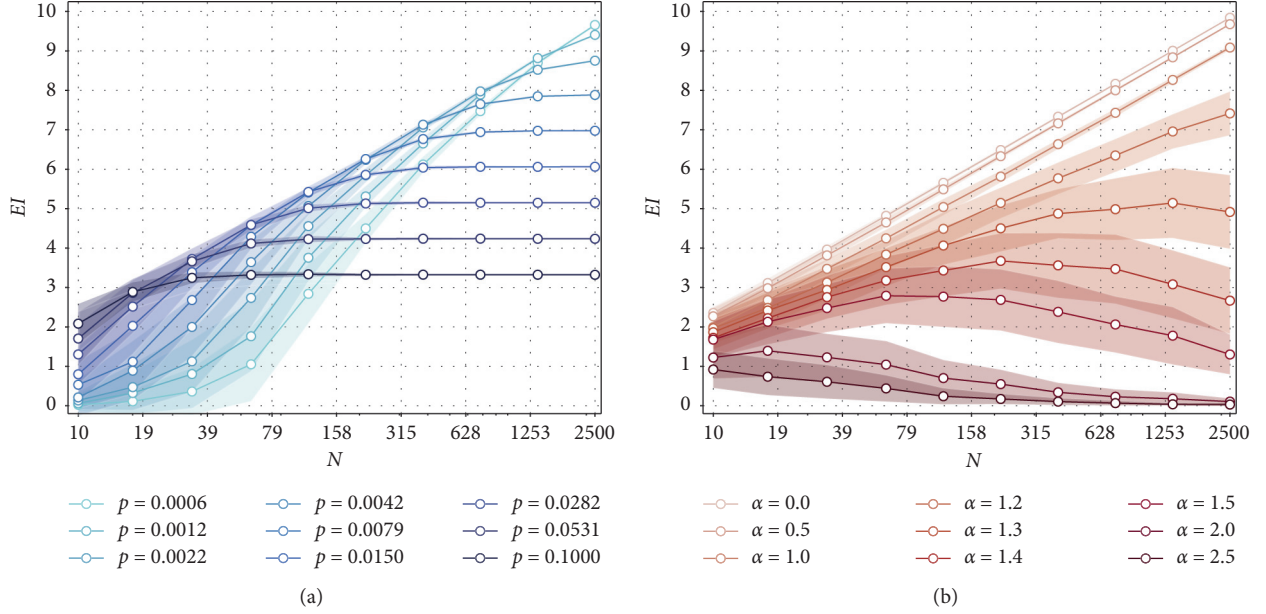 10
9
8
7
6
5
4
3
2
1
0
EI
10 19 39 79 158 315 628 1253 2500
N
p = 0.0006 p = 0.0042 p = 0.0282
p = 0.0012 p = 0.0079 p = 0.0531
p = 0.0022 p = 0.0150 p = 0.1000
(a)
10
9
8
7
6
5
4
3
2
1
0
EI
10 19 39 79 158 315 628 1253 2500
N
α = 0.0 α = 1.2 α = 1.5
α = 0.5 α = 1.3 α = 2.0
α = 1.0 α = 1.4 α = 2.5
(b)